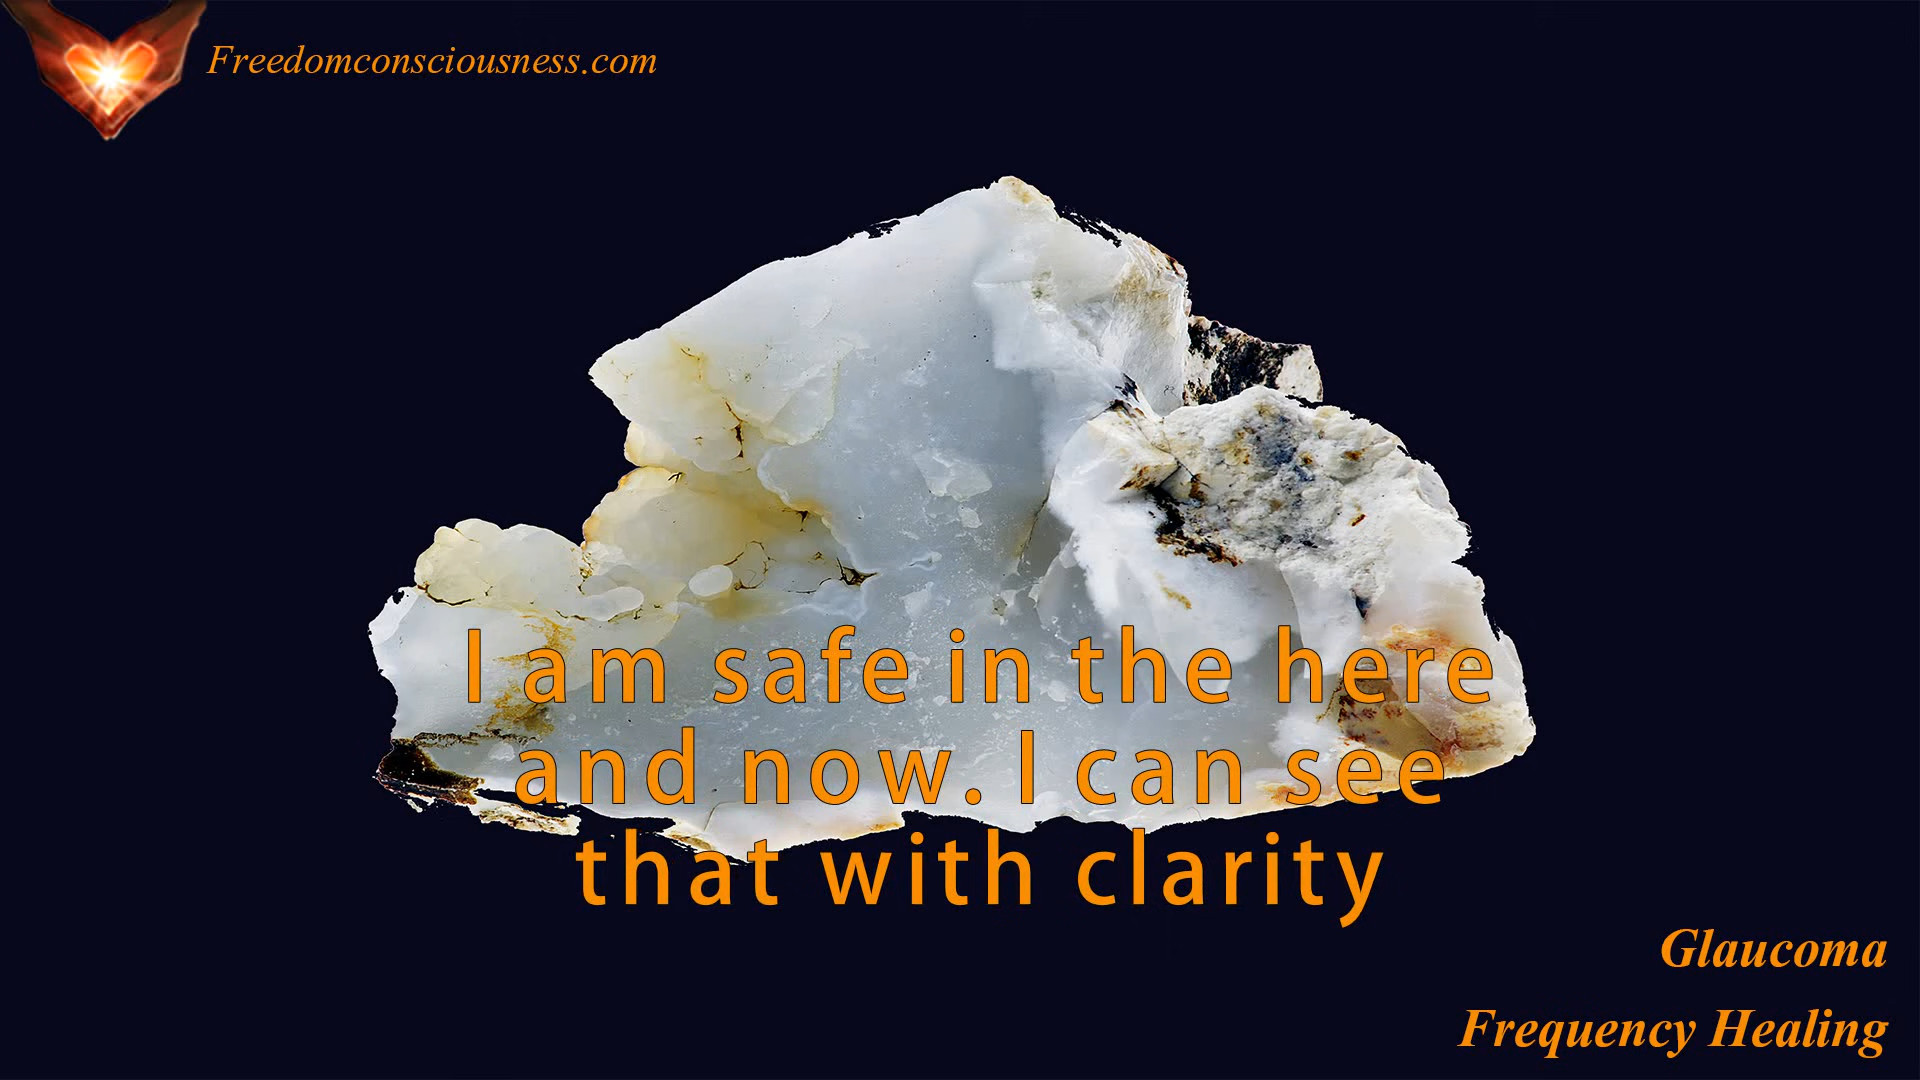 Freedomconsciousness.com
I am safe in the here
and now. I can see
that with clarity
Glaucoma
Frequency Healing